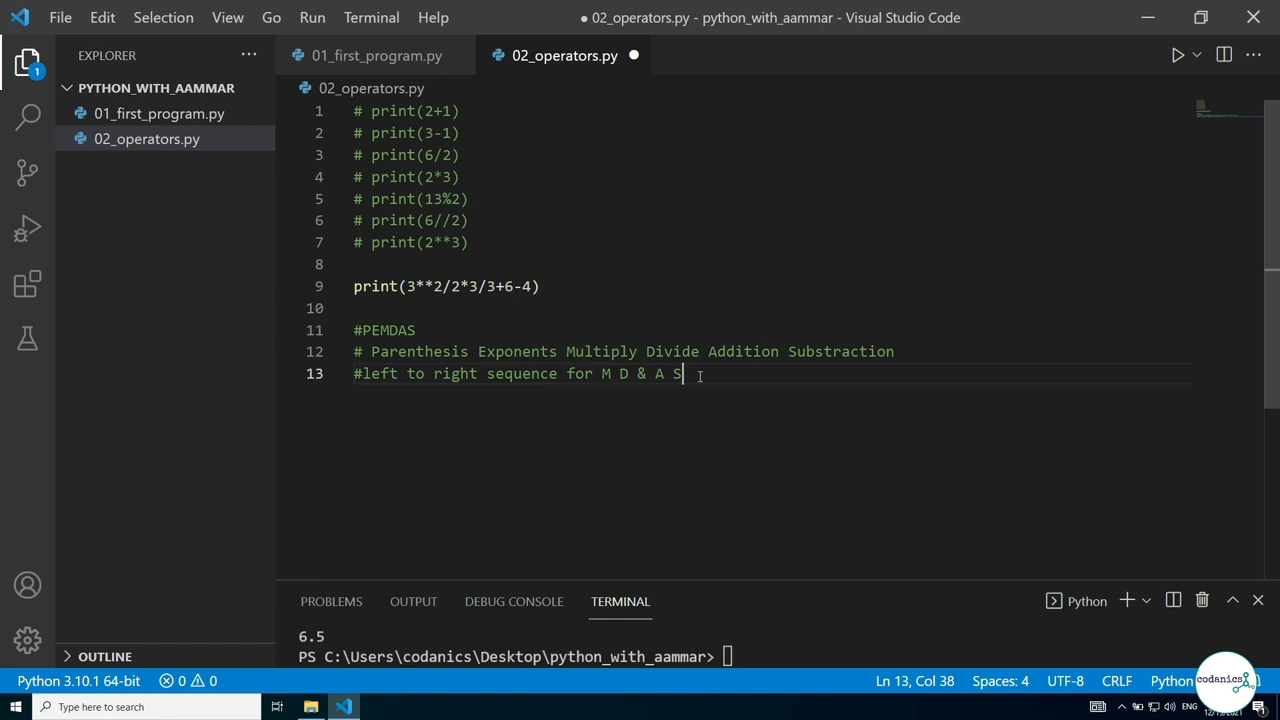 File Edit Selection View Go Run Terminal Help
● 02_operators.py - python_with_aammar - Visual Studio Code
EXPLORER
01_first_program.py
02_operators.py
1
PYTHON_WITH_AAMMAR
01_first_program.py
02_operators.py
02_operators.py
1 # print(2+1)
2 # print(3-1)
3 # print(6/2)
4 # print(2*3)
5 # print(13%2)
6 # print(6//2)
7 # print(2**3)
8
9 print(3**2/2*3/3+6-4)
10
11 #PEMDAS
12 # Parenthesis Exponents Multiply Divide Addition Substraction
13 #left to right sequence for M D & A S
PROBLEMS OUTPUT DEBUG CONSOLE TERMINAL
Python
6.5
PS C:\Users\codanics\Desktop\python_with_aammar>
OUTLINE
Python 3.10.1 64-bit 0 0
Ln 13, Col 38 Spaces: 4 UTF-8 CRLF Python
codanics
Type here to search
ENG